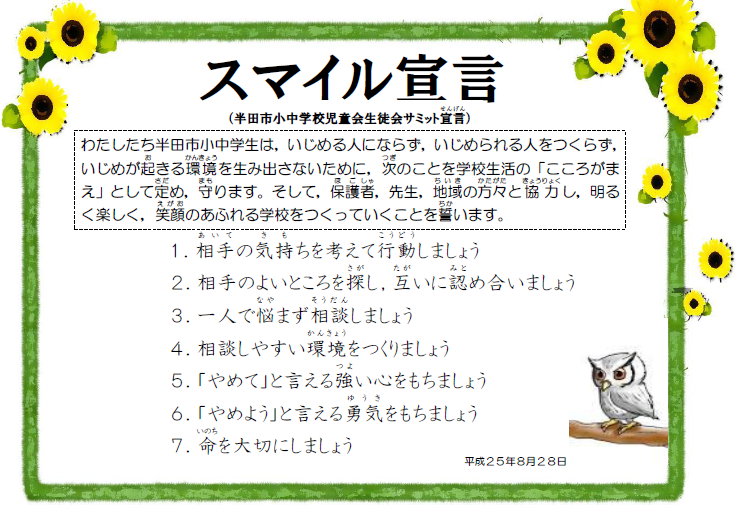 スマイル宣言
(半田市小中学校児童会生徒会サミット宣言)
わたしたち半田市小中学生は，いじめる人にならず，いじめられる人をつくらず，
いじめが起きる環境を生み出さないために，次のことを学校生活の「こころがま
え」として定め，守ります。そして，保護者，先生，地域の方々と協力し，明る
く楽しく，笑顔のあふれる学校をつくっていくことを誓います。
1．相手の気持ちを考えて行動しましょう
2．相手のよいところを探し，互いに認め合いましょう
3．一人で悩まず相談しましょう
4．相談しやすい環境をつくりましょう
5．「やめて」と言える強い心をもちましょう
6．「やめよう」と言える勇気をもちましょう
7．命を大切にしましょう
平成25年8月28日